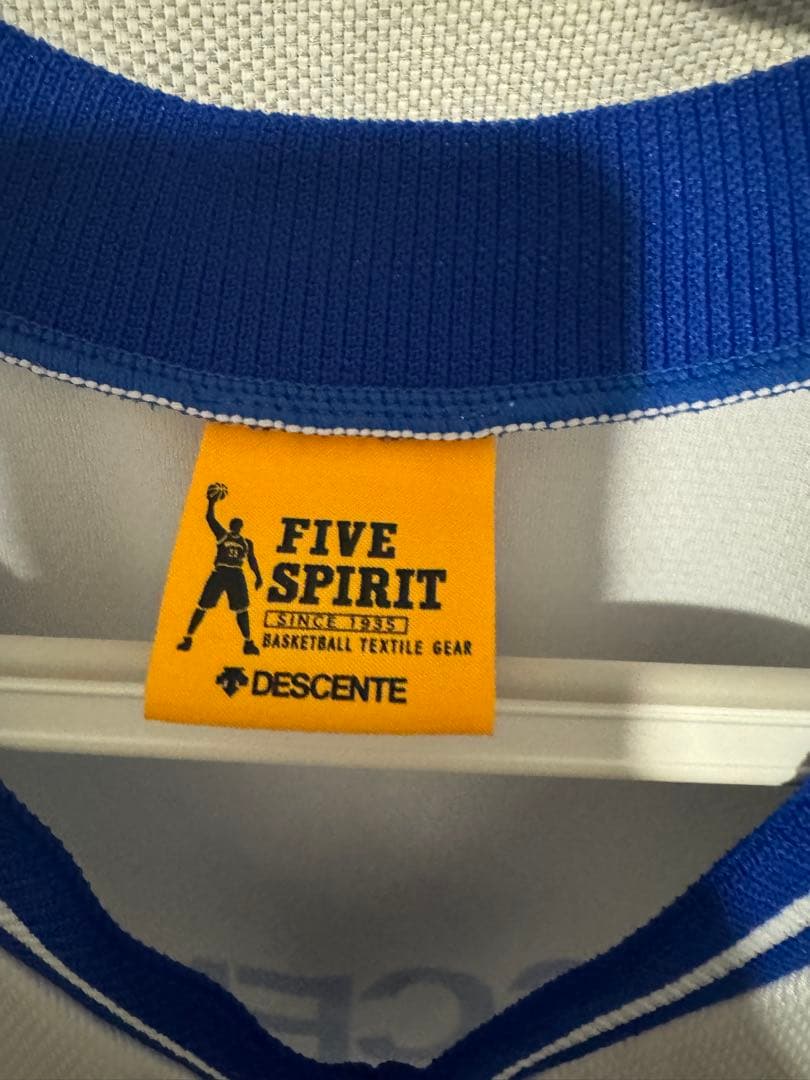 FIVE
SPIRIT
SINCE 1935
BASKETBALL TEXTILE GEAR
DESCENTE